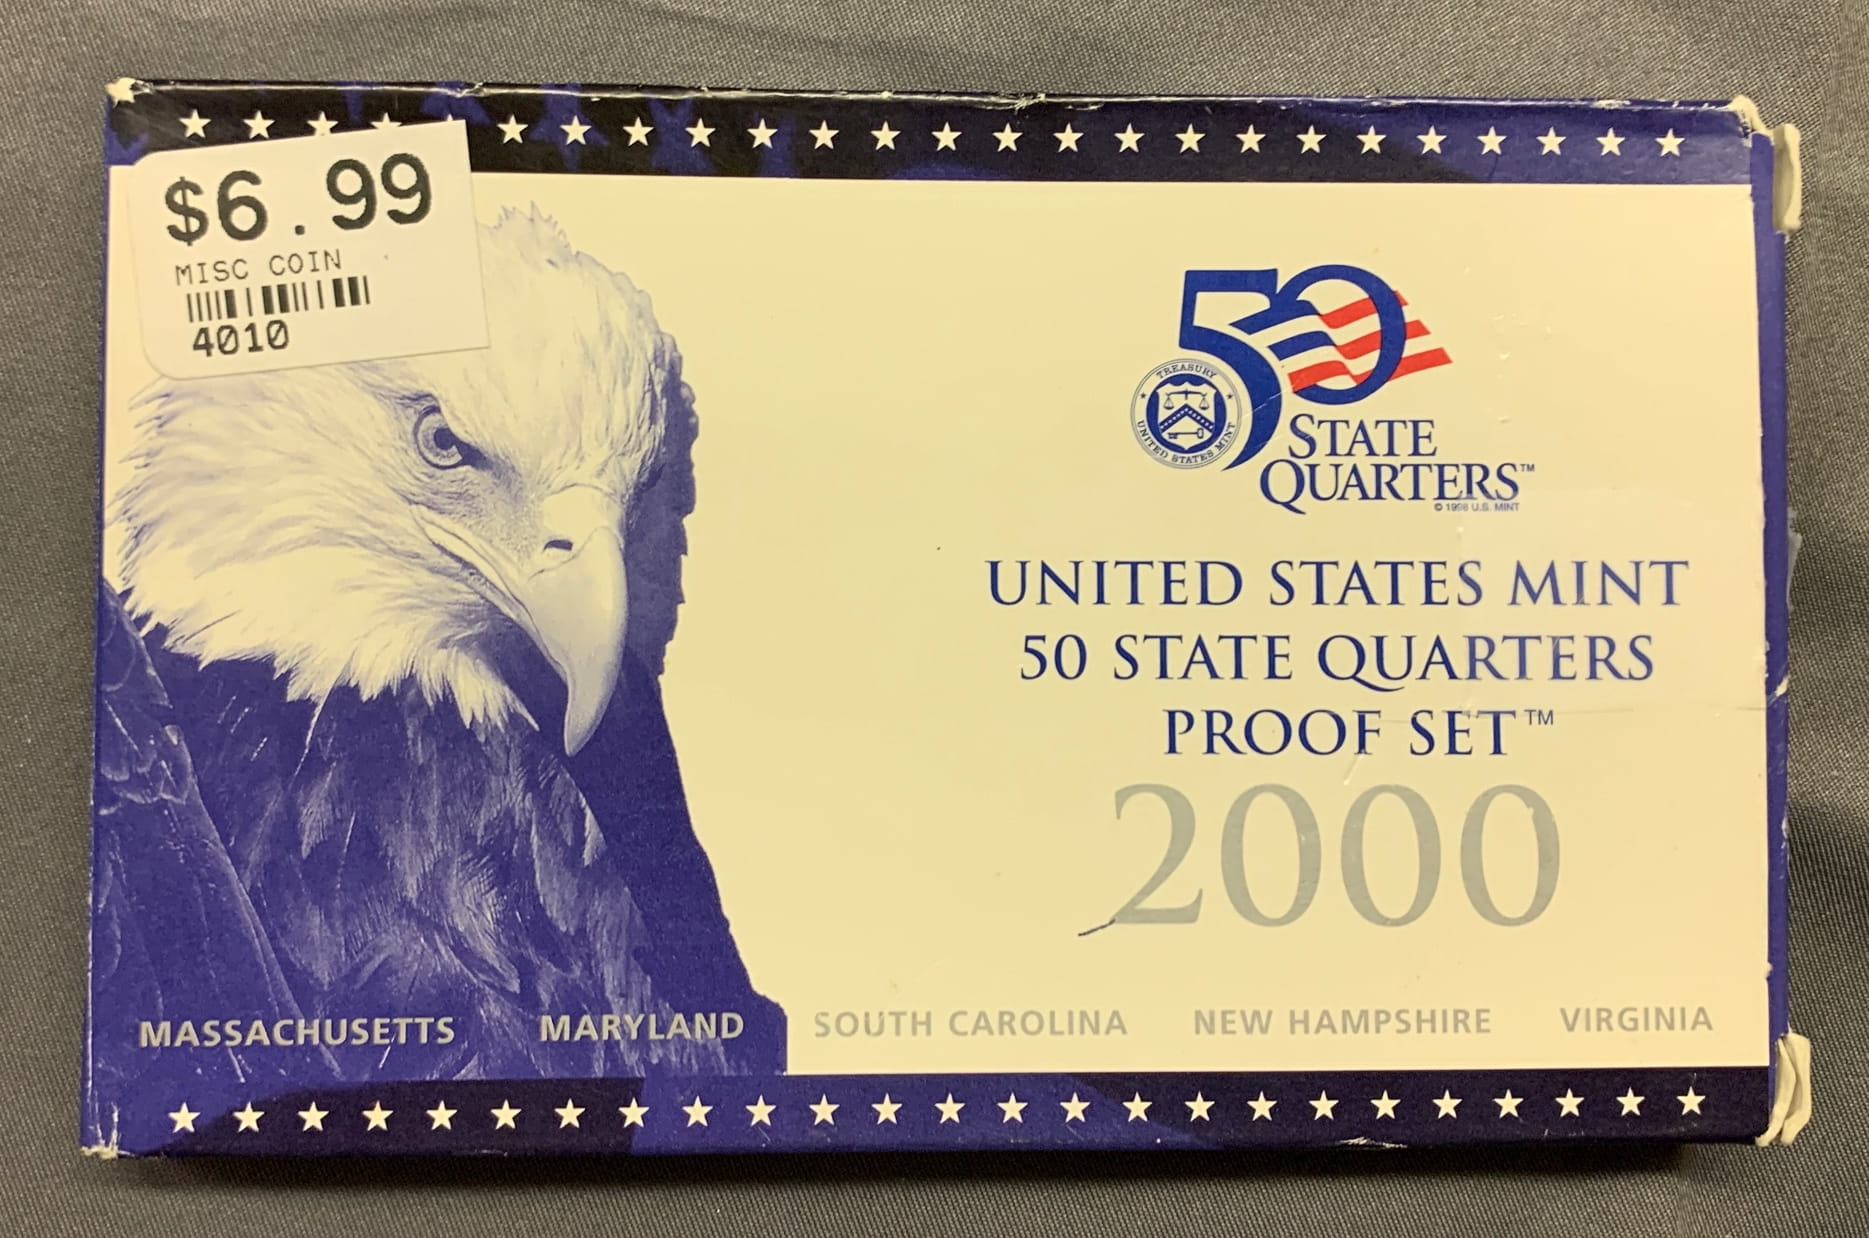 $6.99
MISC COIN
4010
50
TREASURY
UNITED STATES MINT
STATE
QUARTERS™
© 1998 U.S. MINT
UNITED STATES MINT
50 STATE QUARTERS
PROOF SET™
2000
MASSACHUSETTS MARYLAND SOUTH CAROLINA NEW HAMPSHIRE VIRGINIA